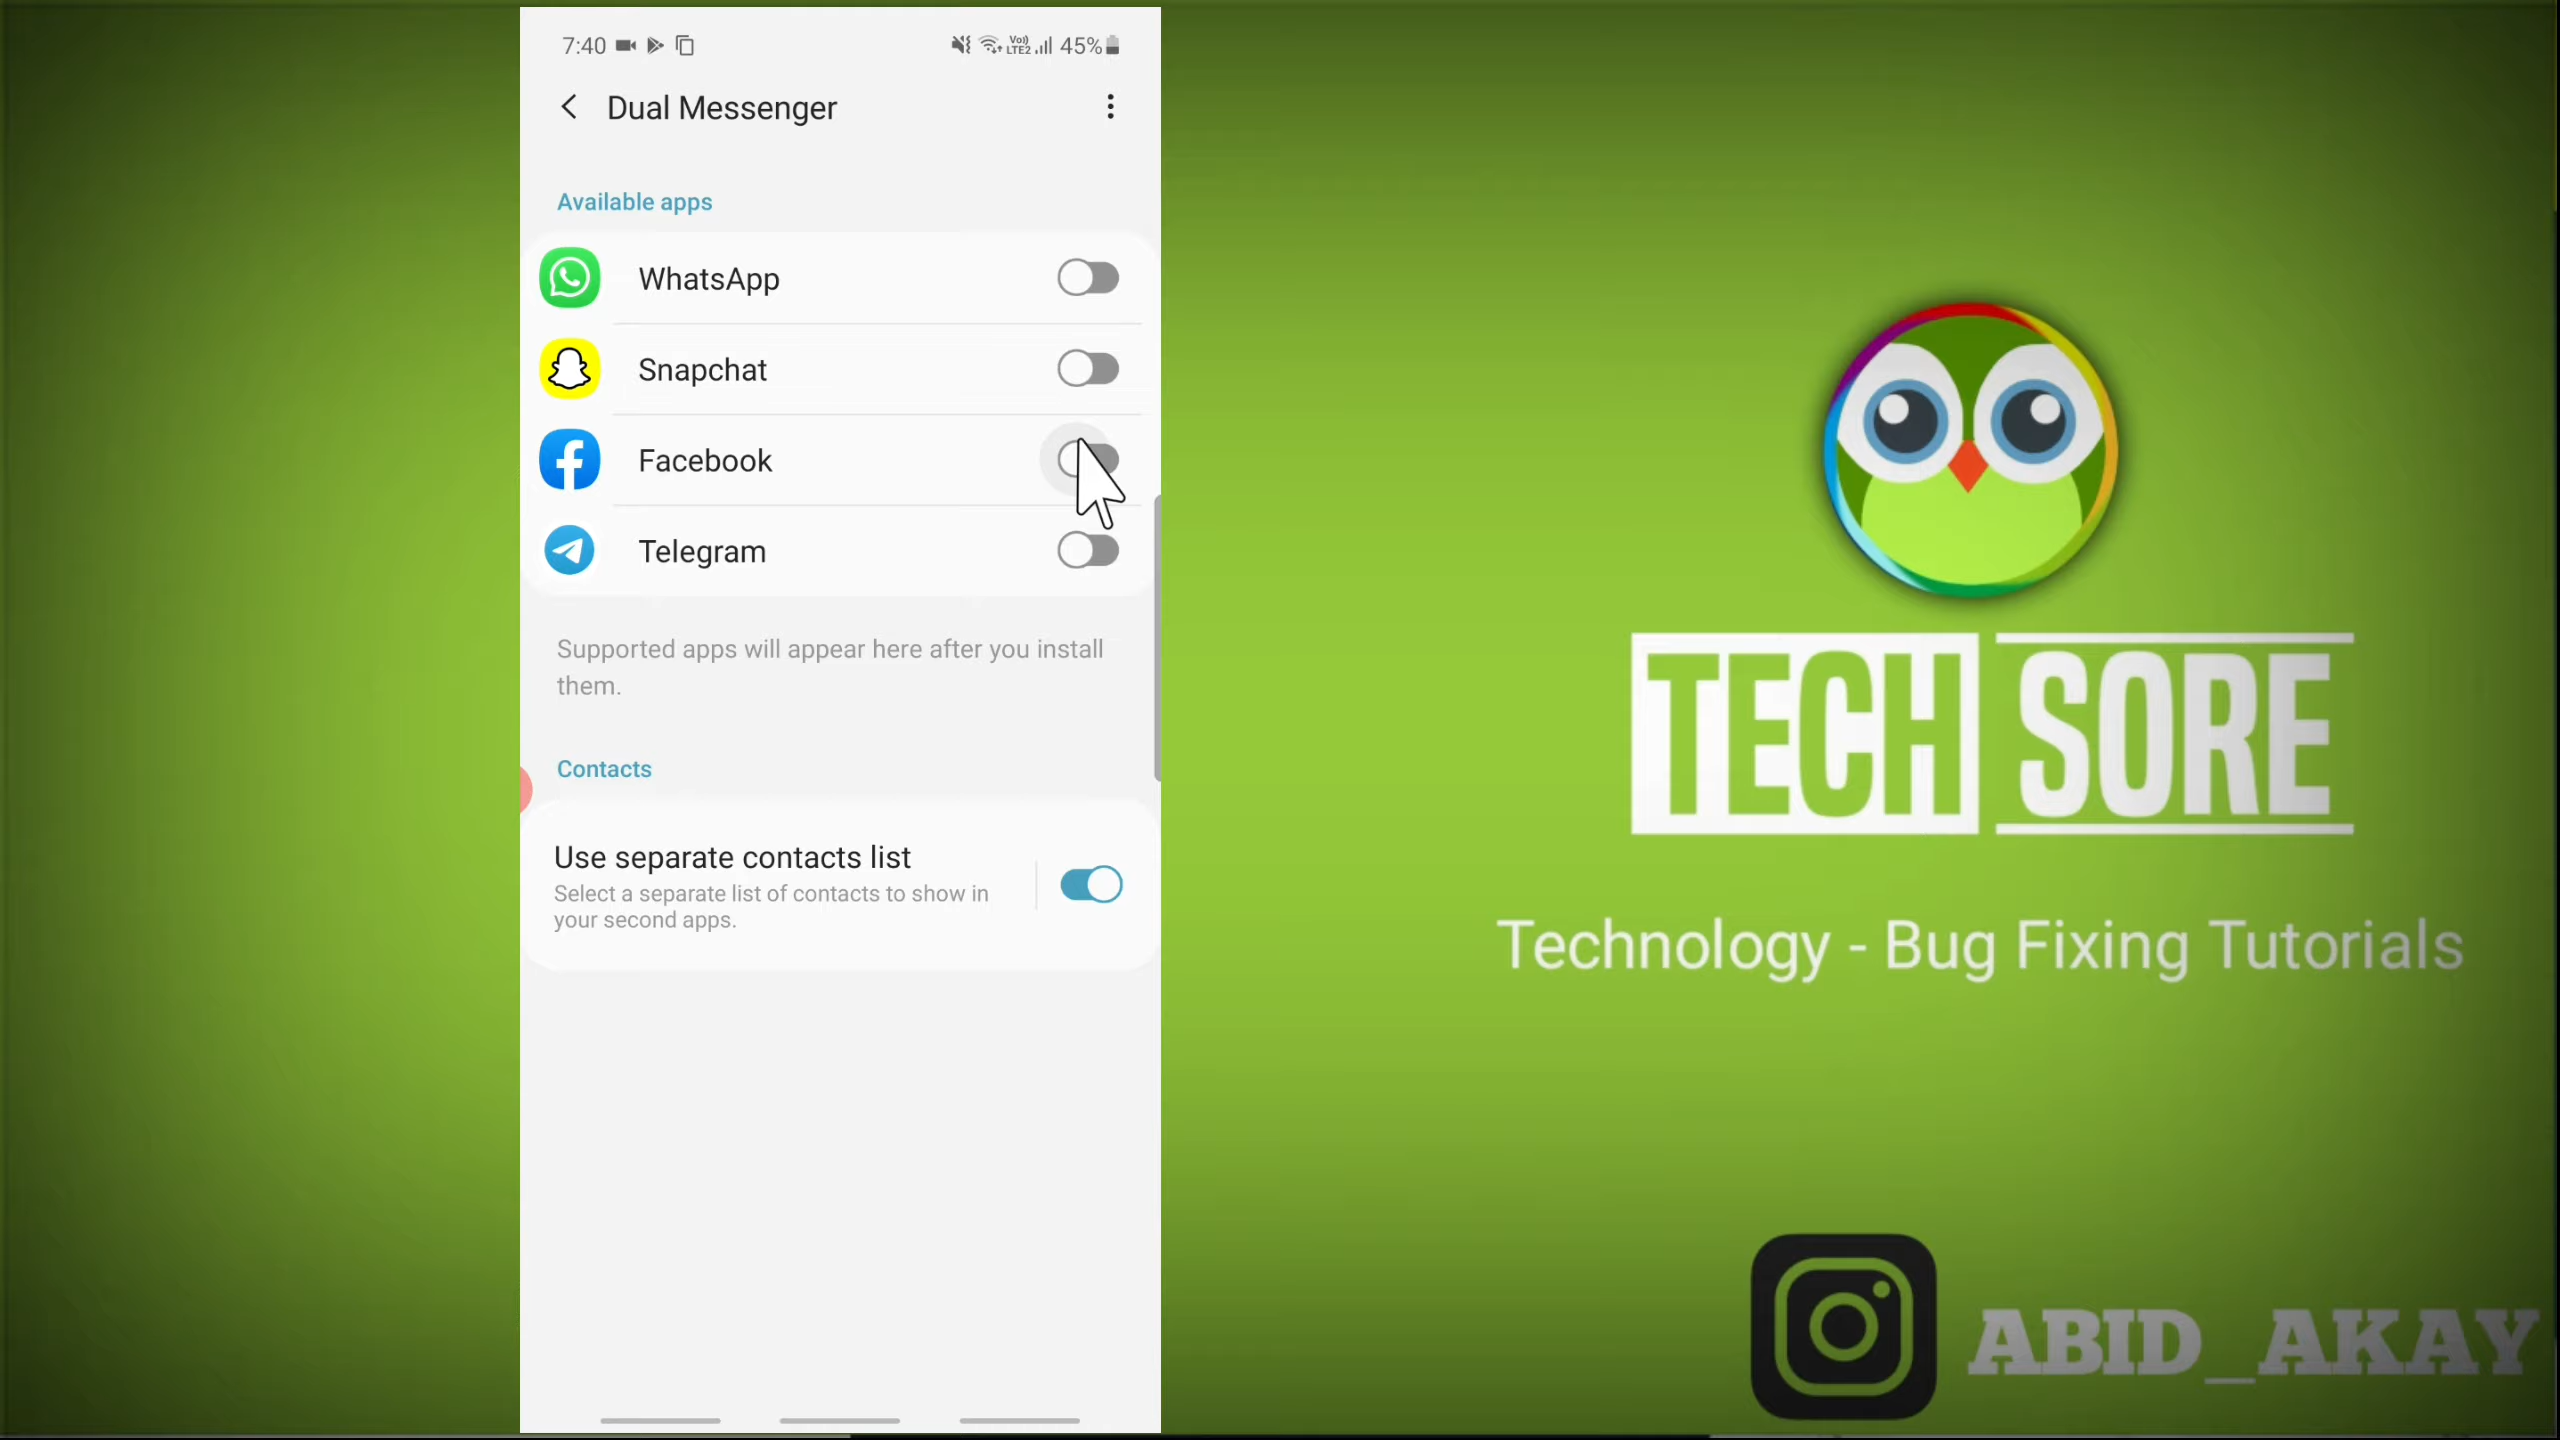 7:40
Vo)) LTE2 45%
Dual Messenger
Available apps
WhatsApp
Snapchat
Facebook
Telegram
Supported apps will appear here after you install
them.
Contacts
Use separate contacts list
Select a separate list of contacts to show in
your second apps.
TECH SORE
Technology - Bug Fixing Tutorials
ABID_AKAY